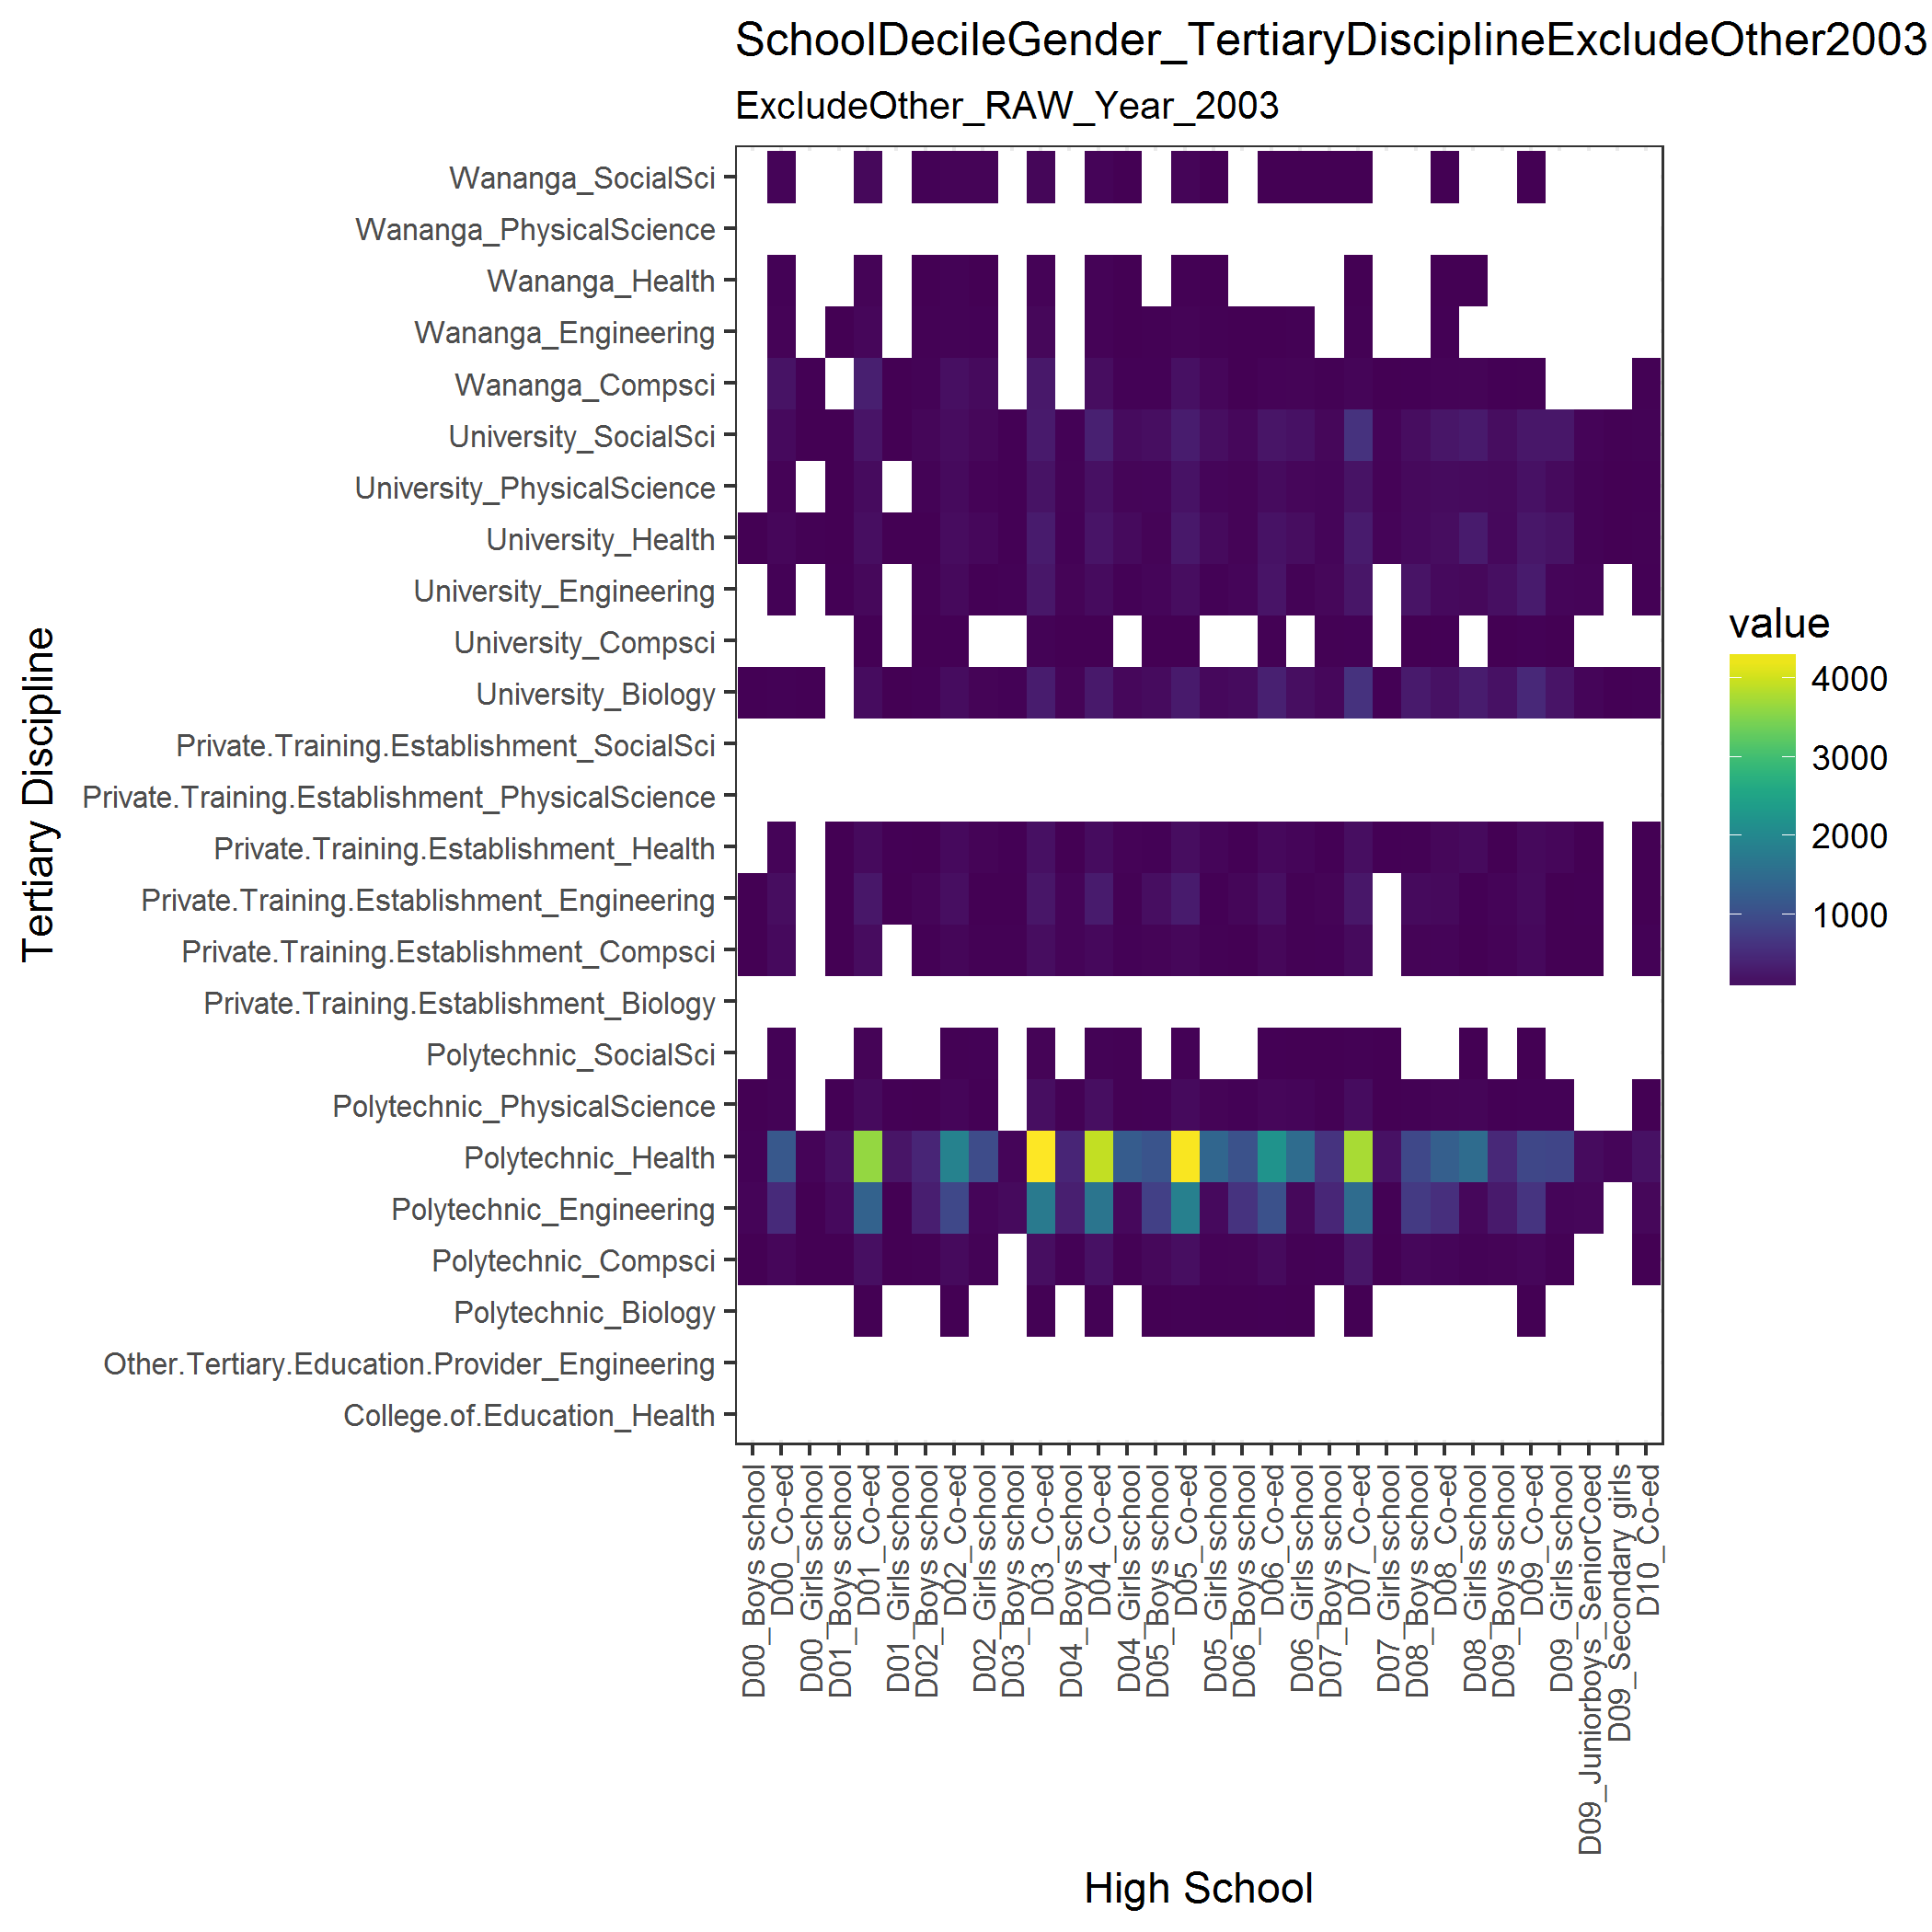 SchoolDecileGender_TertiaryDisciplineExcludeOther2003
ExcludeOther_RAW_Year_2003
Tertiary Discipline
Wananga_SocialSci
Wananga_PhysicalScience
Wananga_Health
Wananga_Engineering
Wananga_Compsci
University_SocialSci
University_PhysicalScience
University_Health
University_Engineering
University_Compsci
University_Biology
Private.Training.Establishment_SocialSci
Private.Training.Establishment_PhysicalScience
Private.Training.Establishment_Health
Private.Training.Establishment_Engineering
Private.Training.Establishment_Compsci
Private.Training.Establishment_Biology
Polytechnic_SocialSci
Polytechnic_PhysicalScience
Polytechnic_Health
Polytechnic_Engineering
Polytechnic_Compsci
Polytechnic_Biology
Other.Tertiary.Education.Provider_Engineering
College.of.Education_Health
D00_Boys school
D00_Co-ed
D00_Girls school
D01_Boys school
D01_Co-ed
D01_Girls school
D02_Boys school
D02_Co-ed
D02_Girls school
D03_Boys school
D03_Co-ed
D04_Boys school
D04_Co-ed
D04_Girls school
D05_Boys school
D05_Co-ed
D05_Girls school
D06_Boys school
D06_Co-ed
D06_Girls school
D07_Boys school
D07_Co-ed
D07_Girls school
D08_Boys school
D08_Co-ed
D08_Girls school
D09_Boys school
D09_Co-ed
D09_Girls school
D09_Juniorboys_SeniorCoed
D09_Secondary girls
D10_Co-ed
High School
value
4000
3000
2000
1000